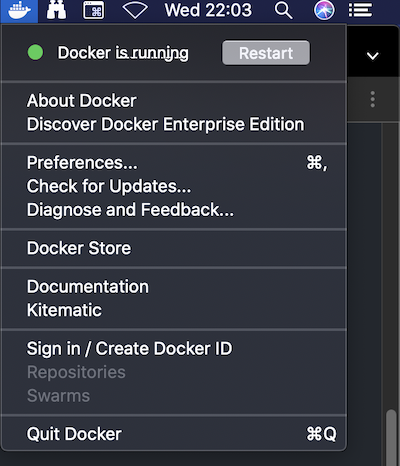 Wed 22:03
Docker is running Restart
About Docker
Discover Docker Enterprise Edition
Preferences... ⌘,
Check for Updates...
Diagnose and Feedback...
Docker Store
Documentation
Kitematic
Sign in / Create Docker ID
Repositories
Swarms
Quit Docker ⌘Q